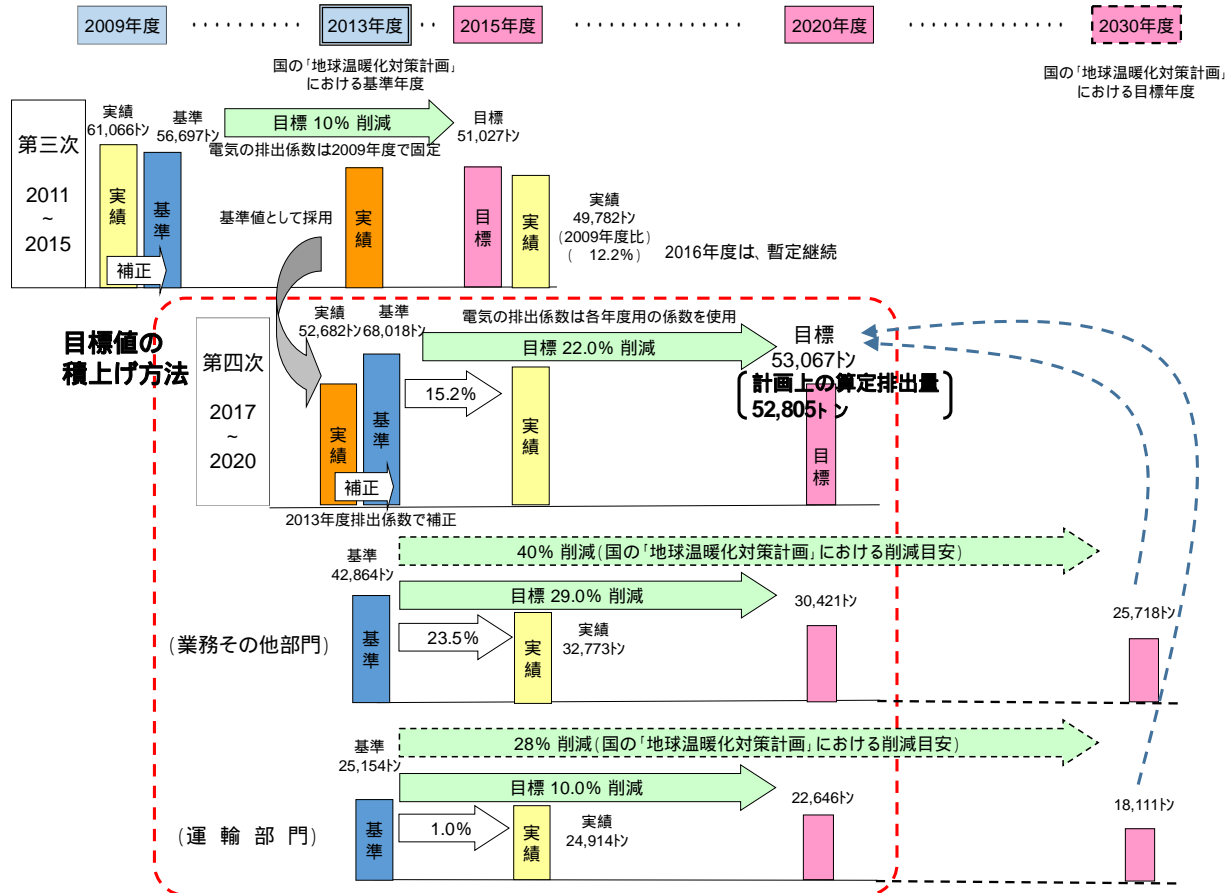 2009年度 ・・・・・・ 2013年度 ・・・ 2015年度 ・・・・・・・・・ 2020年度 ・・・・・・・・・ 2030年度
国の「地球温暖化対策計画」
における基準年度
国の「地球温暖化対策計画」
における目標年度
第三次
2011
~
2015
実績
61,066トン
基準
56,697トン
目標 10% 削減
電気の排出係数は2009年度で固定
目標
51,027トン
実績
基準
補正
基準値として採用
実績
目標
実績
実績
49,782トン
(2009年度比)
( 12.2%)
2016年度は、暫定継続
目標値の
積上げ方法
第四次
2017
~
2020
実績
52,682トン
基準
68,018トン
電気の排出係数は各年度用の係数を使用
目標 22.0% 削減
15.2%
目標
53,067トン
計画上の算定排出量
52,805トン
実績
基準
補正
実績
目標
2013年度排出係数で補正
(業務その他部門)
基準
42,864トン
40% 削減(国の「地球温暖化対策計画」における削減目安)
目標 29.0% 削減
30,421トン
25,718トン
基準
23.5%
実績
実績
32,773トン
(運 輸 部 門)
基準
25,154トン
28% 削減(国の「地球温暖化対策計画」における削減目安)
目標 10.0% 削減
22,646トン
18,111トン
基準
1.0%
実績
実績
24,914トン